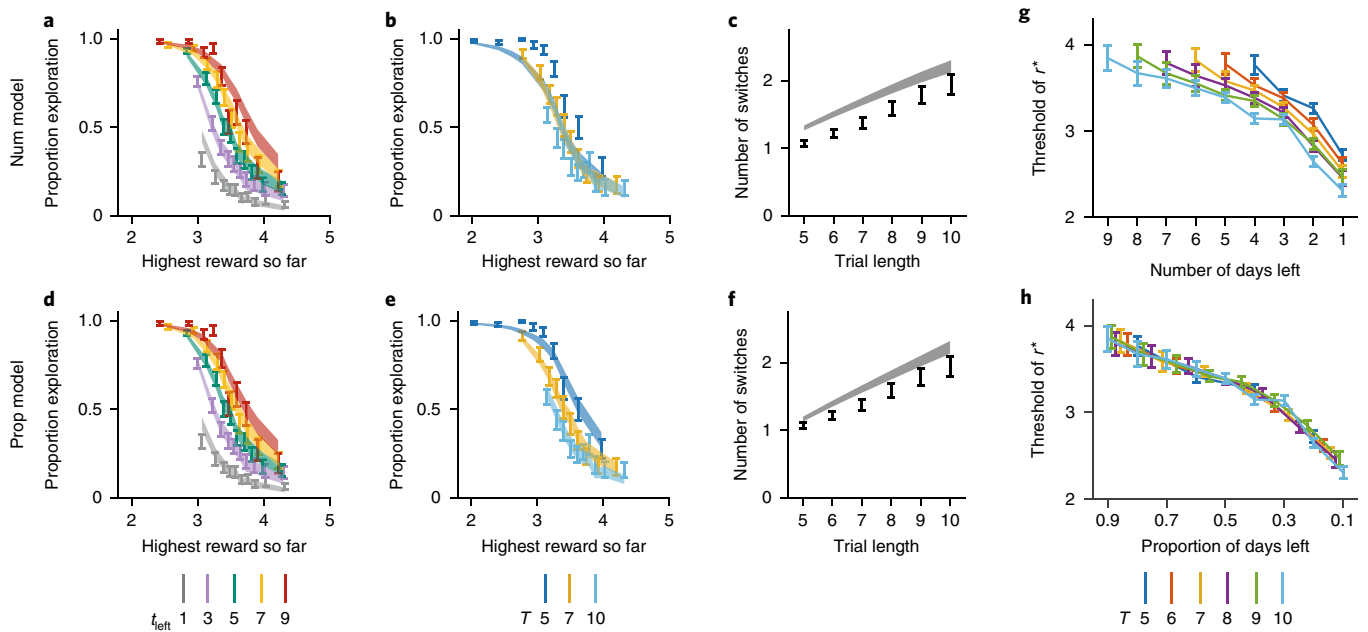 a
b
c
g
Num model
Proportion exploration
1.0
0.5
0
2 3 4 5
Highest reward so far
Proportion exploration
1.0
0.5
0
2 3 4 5
Highest reward so far
Number of switches
2
1
0
5 6 7 8 9 10
Trial length
Threshold of r*
4
3
2
9 8 7 6 5 4 3 2 1
Number of days left
d
e
f
h
Prop model
Proportion exploration
1.0
0.5
0
2 3 4 5
Highest reward so far
Proportion exploration
1.0
0.5
0
2 3 4 5
Highest reward so far
Number of switches
2
1
0
5 6 7 8 9 10
Trial length
Threshold of r*
4
3
2
0.9 0.7 0.5 0.3 0.1
Proportion of days left
t_left 1 3 5 7 9
T 5 7 10
T 5 6 7 8 9 10